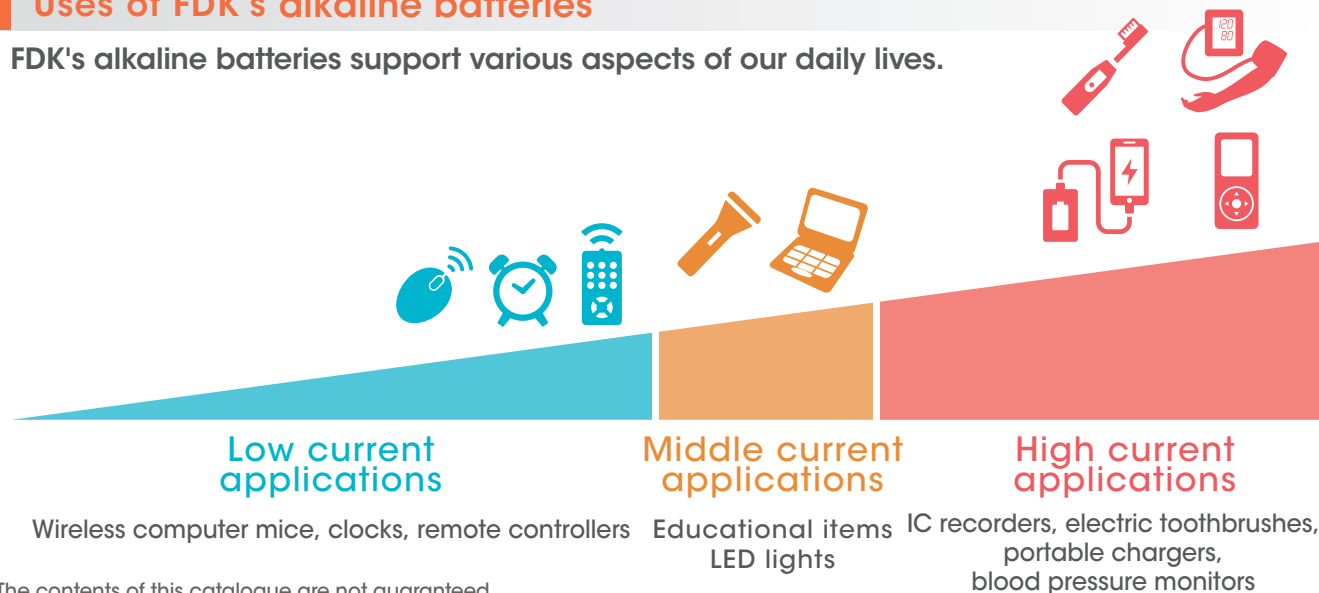 Uses of FDK's alkaline batteries
FDK's alkaline batteries support various aspects of our daily lives.
120
80
Low current
applications
Middle current
applications
High current
applications
Wireless computer mice, clocks, remote controllers
Educational items
LED lights
IC recorders, electric toothbrushes,
portable chargers,
blood pressure monitors
The contents of this catalogue are not guaranteed